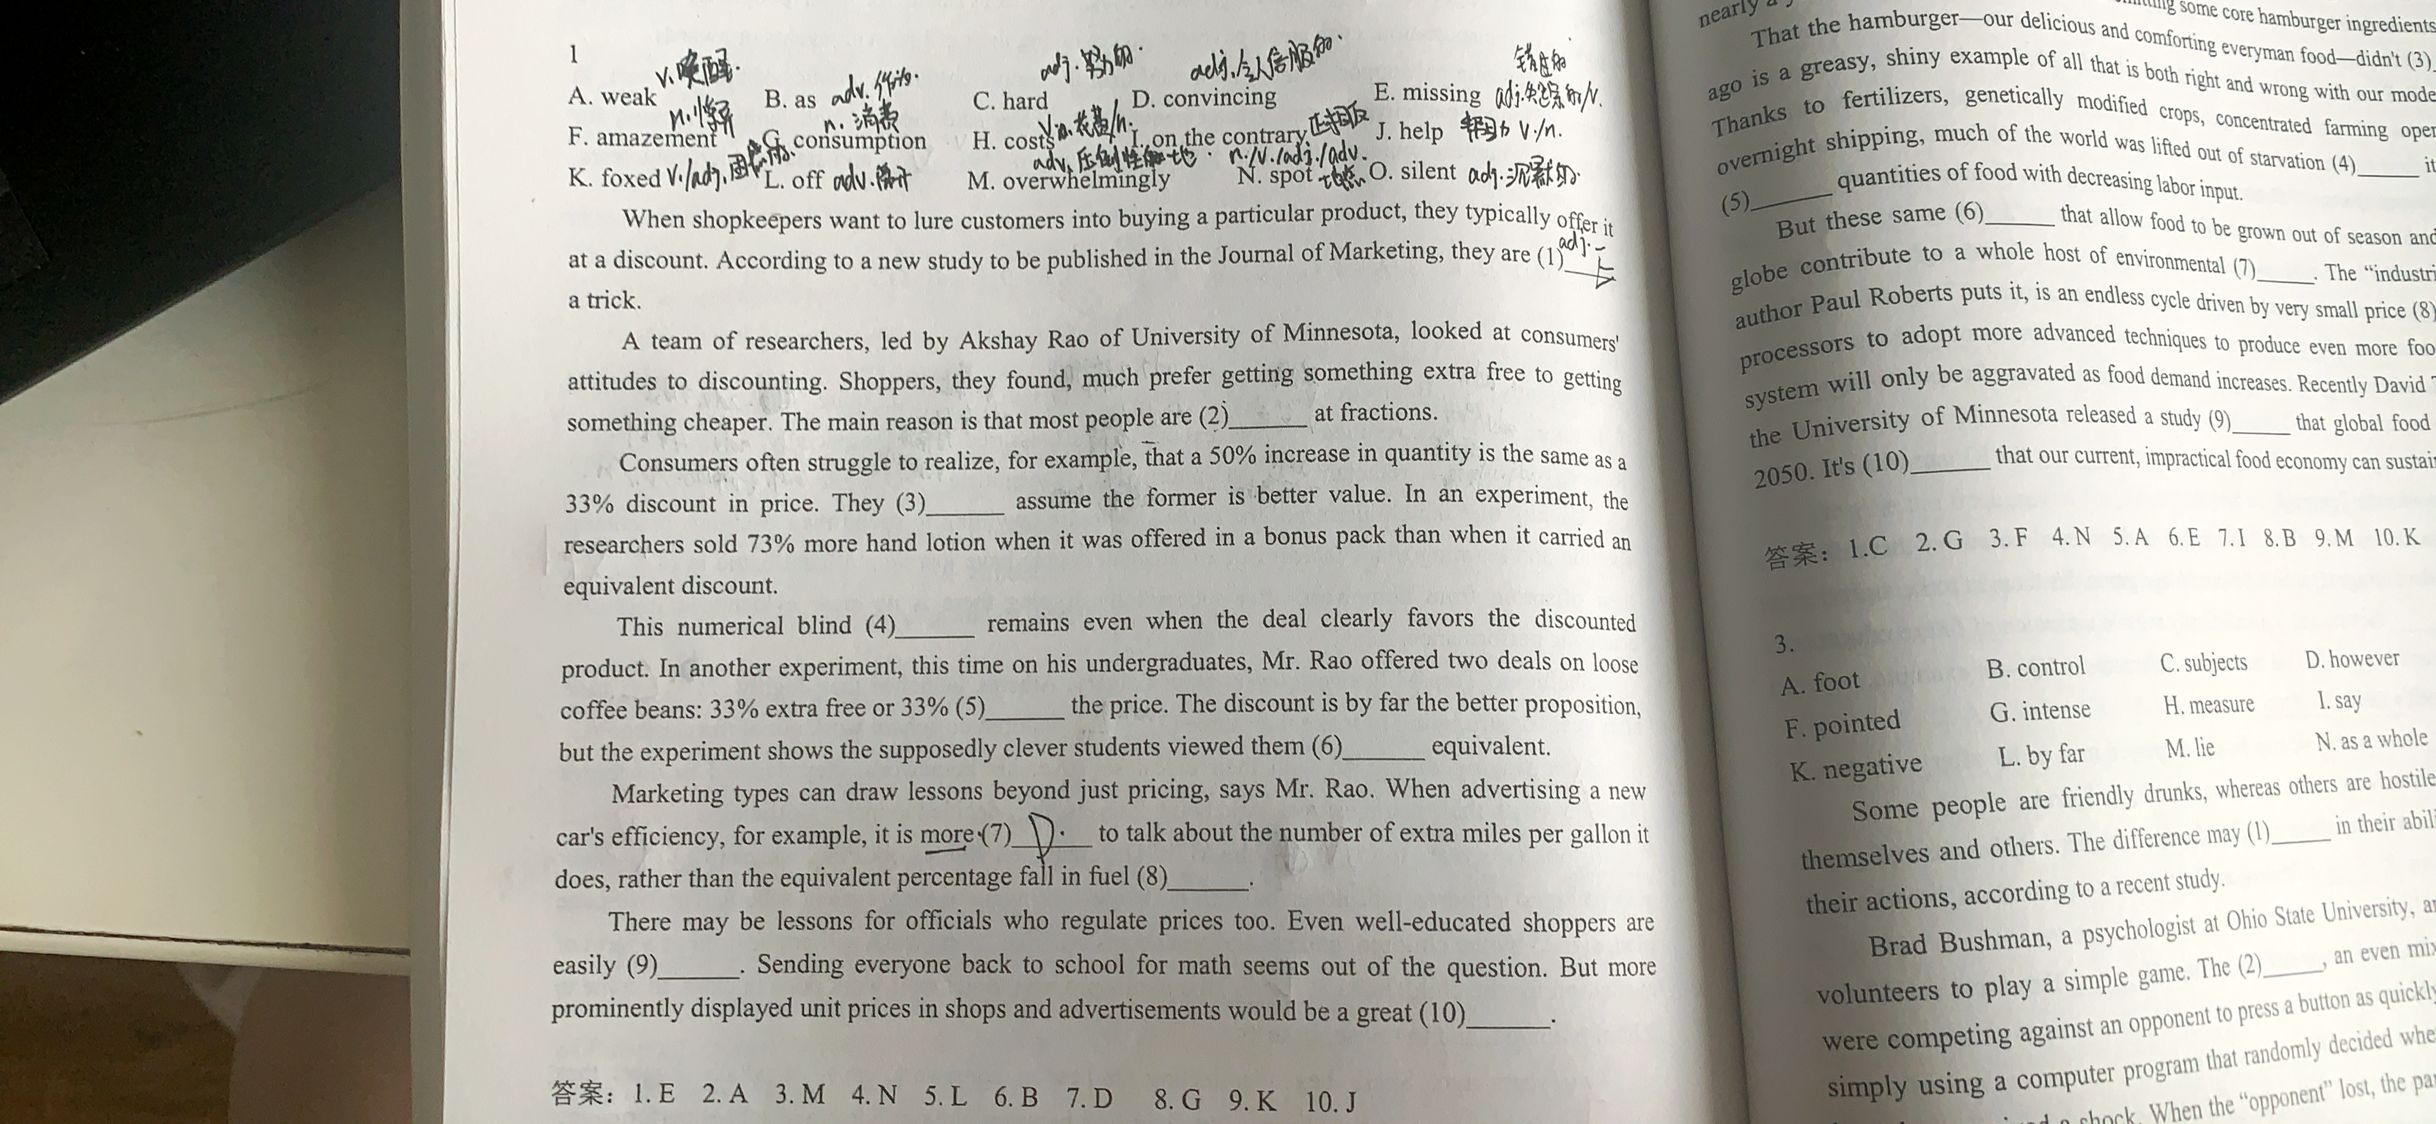 1
v.唤醒.
A. weak
B. as adv.
C. hard
adj.努力的.
D. convincing
adj.令人信服的.
E. missing
错过的
F. amazement
G. consumption
n.消费
H. costs
v.花费/n.
I. on the contrary
J. help 帮助 v./n.
K. foxed v./adj.
L. off adv.
M. overwhelmingly
adv.压倒性地.
N. spot
n./v./adj./adv.
O. silent adj.沉默的.
When shopkeepers want to lure customers into buying a particular product, they typically offer it
at a discount. According to a new study to be published in the Journal of Marketing, they are (1)______
adj.
a trick.
A team of researchers, led by Akshay Rao of University of Minnesota, looked at consumers'
attitudes to discounting. Shoppers, they found, much prefer getting something extra free to getting
something cheaper. The main reason is that most people are (2)______ at fractions.
Consumers often struggle to realize, for example, that a 50% increase in quantity is the same as a
33% discount in price. They (3)______ assume the former is better value. In an experiment, the
researchers sold 73% more hand lotion when it was offered in a bonus pack than when it carried an
equivalent discount.
This numerical blind (4)______ remains even when the deal clearly favors the discounted
product. In another experiment, this time on his undergraduates, Mr. Rao offered two deals on loose
coffee beans: 33% extra free or 33% (5)______ the price. The discount is by far the better proposition,
but the experiment shows the supposedly clever students viewed them (6)______ equivalent.
Marketing types can draw lessons beyond just pricing, says Mr. Rao. When advertising a new
car's efficiency, for example, it is more (7)__D.__ to talk about the number of extra miles per gallon it
does, rather than the equivalent percentage fall in fuel (8)______.
There may be lessons for officials who regulate prices too. Even well-educated shoppers are
easily (9)______. Sending everyone back to school for math seems out of the question. But more
prominently displayed unit prices in shops and advertisements would be a great (10)______.
答案: 1. E 2. A 3. M 4. N 5. L 6. B 7. D 8. G 9. K 10. J
nearly
some core hamburger ingredients
That the hamburger—our delicious and comforting everyman food—didn't (3)
ago is a greasy, shiny example of all that is both right and wrong with our mode
Thanks to fertilizers, genetically modified crops, concentrated farming oper
overnight shipping, much of the world was lifted out of starvation (4)______ it
(5)______ quantities of food with decreasing labor input.
But these same (6)______ that allow food to be grown out of season and
globe contribute to a whole host of environmental (7)______. The “industri
author Paul Roberts puts it, is an endless cycle driven by very small price (8)
processors to adopt more advanced techniques to produce even more foo
system will only be aggravated as food demand increases. Recently David
the University of Minnesota released a study (9)______ that global food
2050. It's (10)______ that our current, impractical food economy can sustai
答案: 1.C 2. G 3. F 4. N 5. A 6. E 7. I 8. B 9. M 10. K
3.
A. foot B. control C. subjects D. however
F. pointed G. intense H. measure I. say
K. negative L. by far M. lie N. as a whole
Some people are friendly drunks, whereas others are hostile
themselves and others. The difference may (1)______ in their abil
their actions, according to a recent study.
Brad Bushman, a psychologist at Ohio State University, a
volunteers to play a simple game. The (2)______, an even mix
were competing against an opponent to press a button as quickly
simply using a computer program that randomly decided whe
shock. When the “opponent” lost, the pa